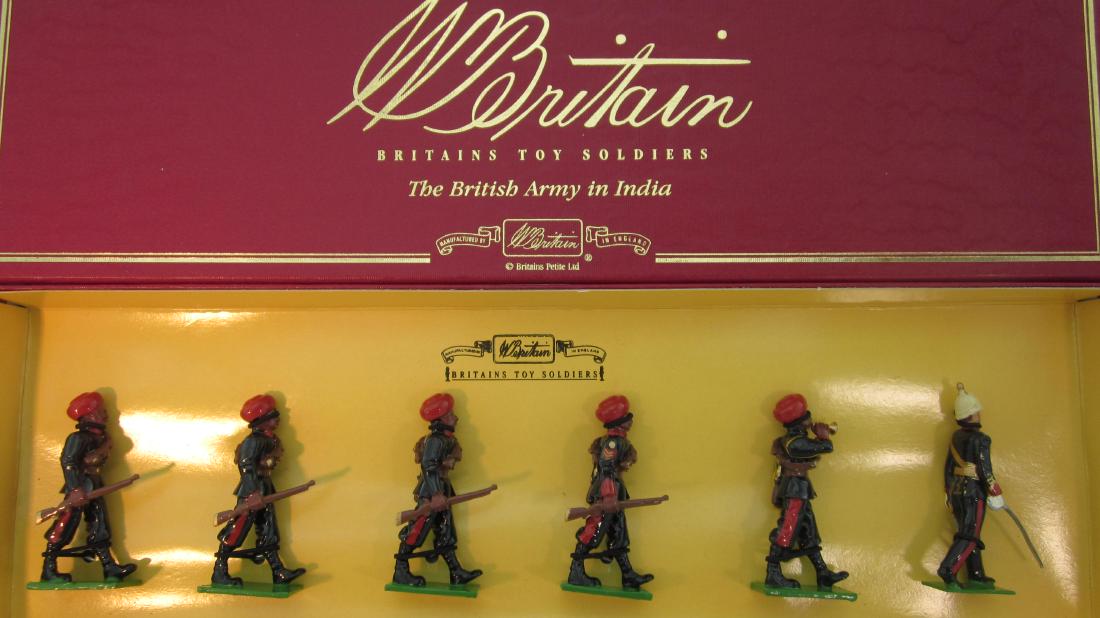 W Britain
BRITAINS TOY SOLDIERS
The British Army in India
MANUFACTURED BY W Britain IN ENGLAND ®
© Britains Petite Ltd
MANUFACTURED BY W Britain IN ENGLAND
BRITAINS TOY SOLDIERS